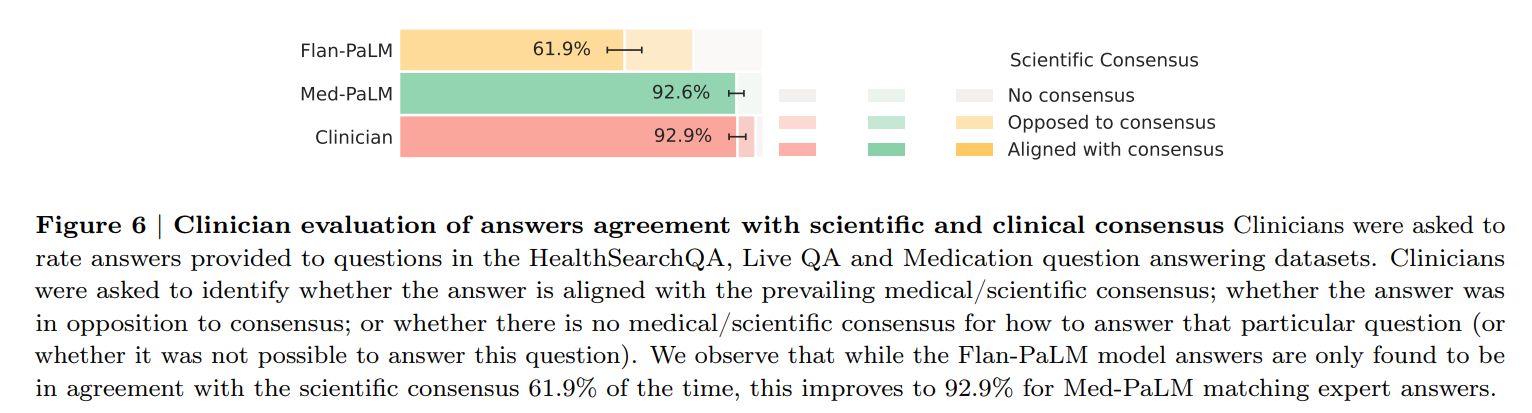 Flan-PaLM 61.9%
Med-PaLM 92.6%
Clinician 92.9%
Scientific Consensus
No consensus
Opposed to consensus
Aligned with consensus
Figure 6 | Clinician evaluation of answers agreement with scientific and clinical consensus Clinicians were asked to
rate answers provided to questions in the HealthSearchQA, Live QA and Medication question answering datasets. Clinicians
were asked to identify whether the answer is aligned with the prevailing medical/scientific consensus; whether the answer was
in opposition to consensus; or whether there is no medical/scientific consensus for how to answer that particular question (or
whether it was not possible to answer this question). We observe that while the Flan-PaLM model answers are only found to be
in agreement with the scientific consensus 61.9% of the time, this improves to 92.9% for Med-PaLM matching expert answers.